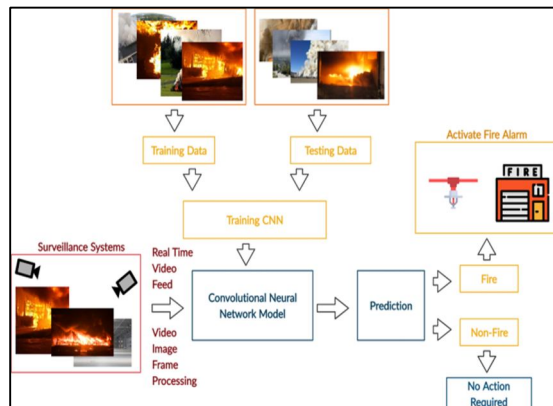 Training Data
Testing Data
Activate Fire Alarm
FIRE
Training CNN
Surveillance Systems
Real Time
Video
Feed
Video
Image
Frame
Processing
Convolutional Neural
Network Model
Prediction
Fire
Non-Fire
No Action
Required